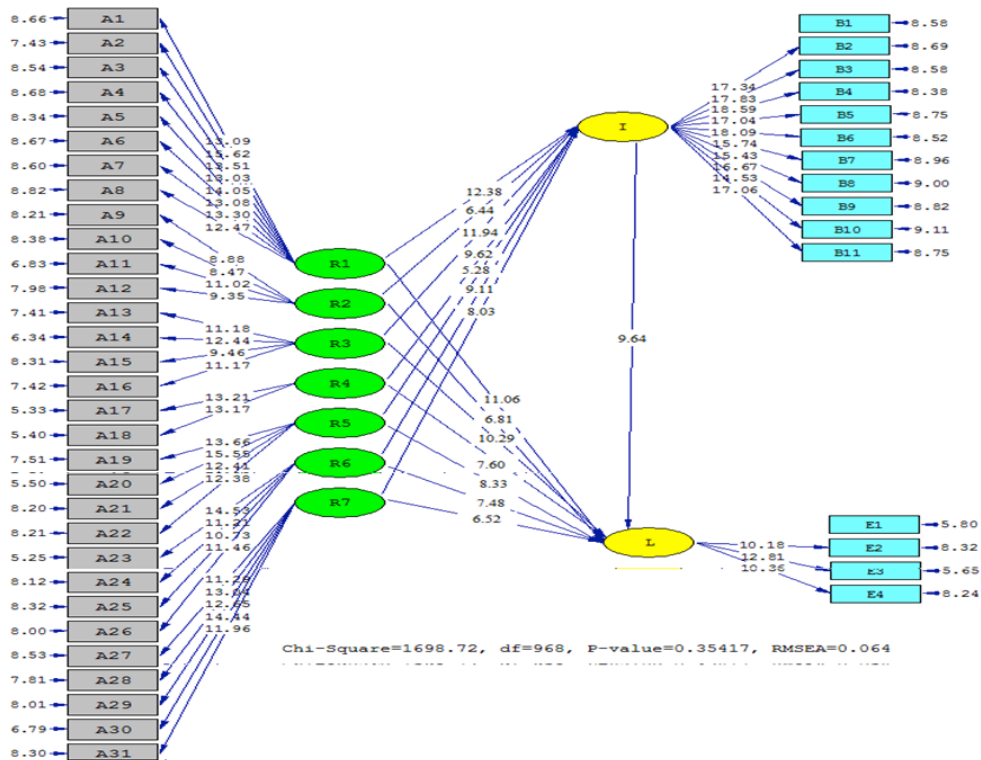 8.66 A1
7.43 A2
8.54 A3
8.68 A4
8.34 A5
8.67 A6
8.60 A7
8.82 A8
8.21 A9
8.38 A10
6.83 A11
7.98 A12
7.41 A13
6.34 A14
8.31 A15
7.42 A16
5.33 A17
5.40 A18
7.51 A19
5.50 A20
8.20 A21
8.21 A22
5.25 A23
8.12 A24
8.32 A25
8.00 A26
8.53 A27
7.81 A28
8.01 A29
6.79 A30
8.30 A31
13.09
15.62
13.51
13.03
14.05
13.08
13.30
12.47
8.88
8.47
11.02
9.35
11.18
12.44
9.46
11.17
13.21
13.17
13.66
15.55
12.41
12.38
14.53
11.21
10.73
11.46
13.04
12.65
14.44
11.96
R1
R2
R3
R4
R5
R6
R7
12.38
6.44
11.94
9.62
5.28
9.11
8.03
11.06
6.81
10.29
7.60
8.33
7.48
6.52
I
9.64
L
17.34
17.83
18.59
17.04
18.09
15.74
15.43
16.67
14.53
17.06
B1 8.58
B2 8.69
B3 8.58
B4 8.38
B5 8.75
B6 8.52
B7 8.96
B8 9.00
B9 8.82
B10 9.11
B11 8.75
10.18
12.81
10.36
E1 5.80
E2 8.32
E3 5.65
E4 8.24
Chi-Square=1698.72, df=968, P-value=0.35417, RMSEA=0.064